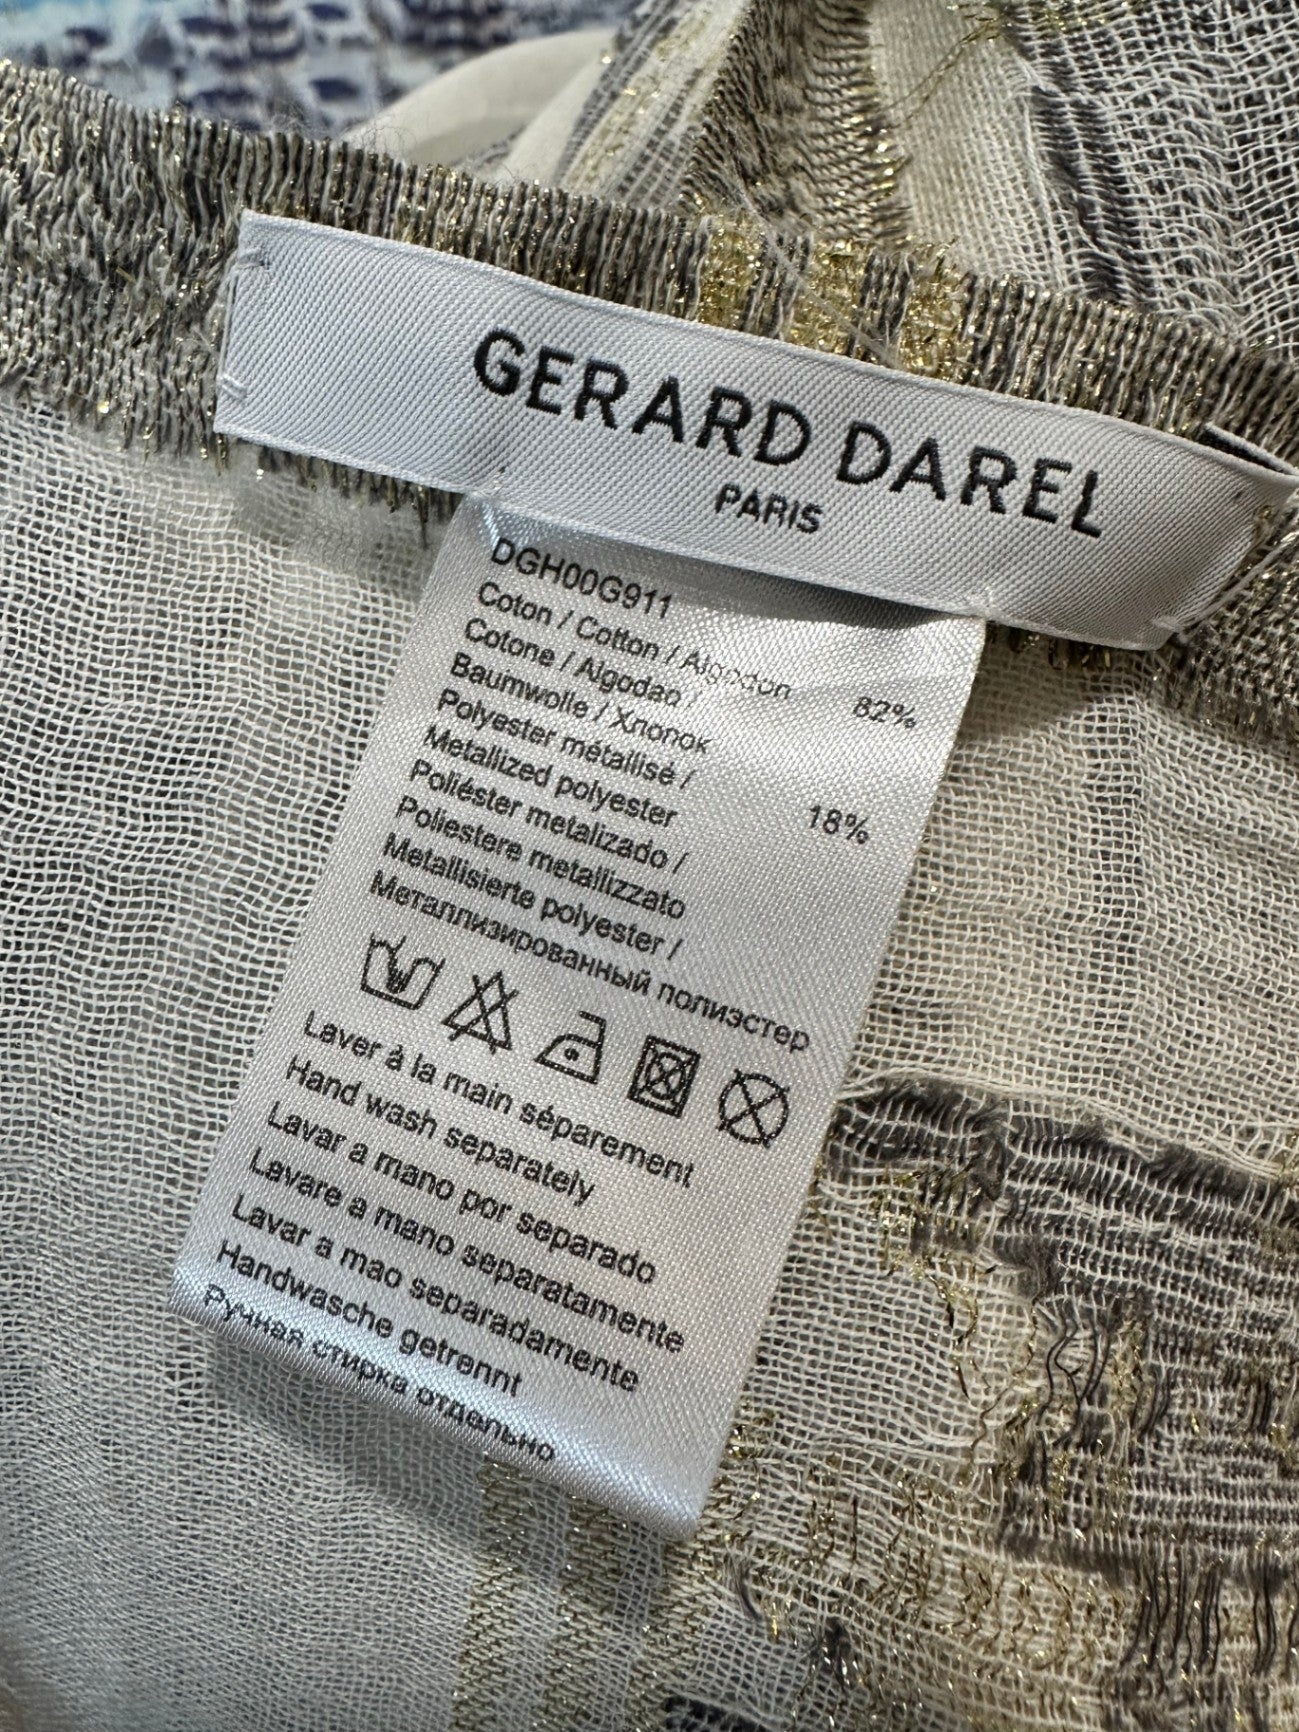 GERARD DAREL
PARIS
DGH00G911
Coton / Cotton / Algodon
Cotone / Algodao / 82%
Baumwolle / Хлопок
Polyester métallisé /
Metallized polyester 18%
Poliéster metalizado /
Poliestere metallizzato
Metallisierte polyester /
Металлизированный полиэстер
Laver à la main séparement
Hand wash separately
Lavar a mano por separado
Lavare a mano separatamente
Lavar a mao separadamente
Handwasche getrennt
Ручная стирка отдельно